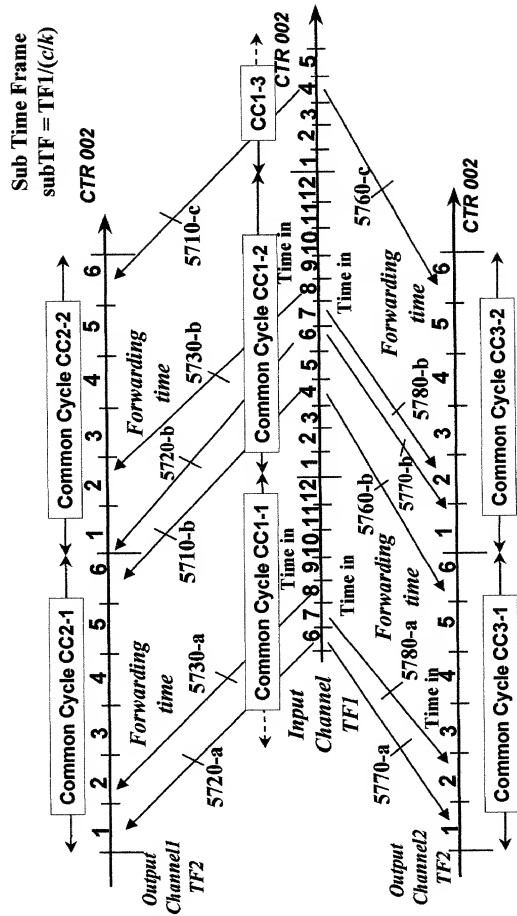 Sub Time Frame
subTF = TF1/(c/k)
Common Cycle CC2-1
Common Cycle CC2-2
CTR 002
1 2 3 4 5 6 1 2 3 4 5 6
Output
Channel1
TF2
Forwarding
time
Forwarding
time
5720-a
5730-a
5710-b
5720-b
5730-b
5710-c
Common Cycle CC1-1
Common Cycle CC1-2
CC1-3
Time in
Time in
CTR 002
6 7 8 9 10 11 12 1 2 3 4 5 6 7 8 9 10 11 12 1 2 3 4 5
Input
Channel
TF1
Time in
Time in
5770-a
5780-a
5760-b
5770-b
5780-b
5760-c
Forwarding
time
Forwarding
time
Time in
CTR 002
1 2 3 4 5 6 1 2 3 4 5 6
Output
Channel2
TF2
Common Cycle CC3-1
Common Cycle CC3-2